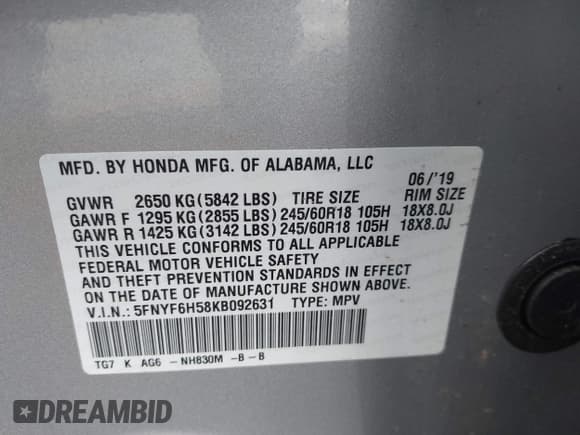 MFD. BY HONDA MFG. OF ALABAMA, LLC
06/'19
GVWR 2650 KG(5842 LBS) TIRE SIZE RIM SIZE
GAWR F 1295 KG(2855 LBS)245/60R18 105H 18X8.0J
GAWR R 1425 KG(3142 LBS)245/60R18 105H 18X8.0J
THIS VEHICLE CONFORMS TO ALL APPLICABLE
FEDERAL MOTOR VEHICLE SAFETY
AND THEFT PREVENTION STANDARDS IN EFFECT
ON THE DATE OF MANUFACTURE SHOWN ABOVE.
V.I.N.: 5FNYF6H58KB092631 TYPE: MPV
TG7 K AG6 - NH830M -B-B
DREAMBID